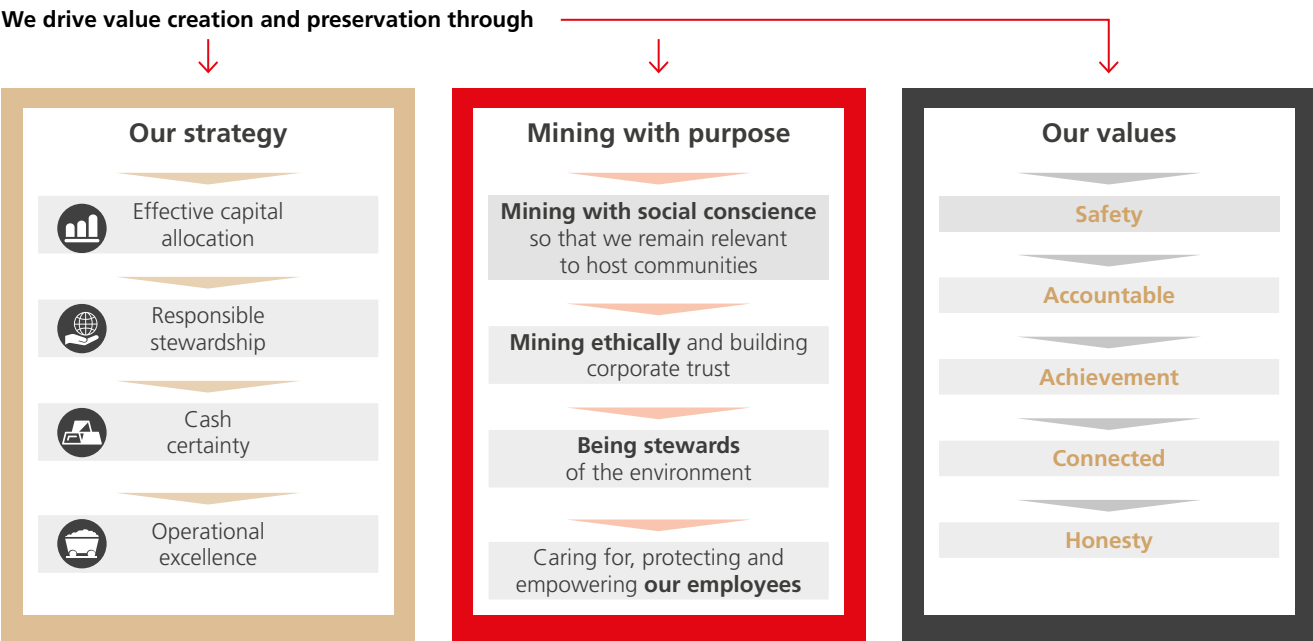 We drive value creation and preservation through
Our strategy
Effective capital
allocation
Responsible
stewardship
Cash
certainty
Operational
excellence
Mining with purpose
Mining with social conscience
so that we remain relevant
to host communities
Mining ethically and building
corporate trust
Being stewards
of the environment
Caring for, protecting and
empowering our employees
Our values
Safety
Accountable
Achievement
Connected
Honesty